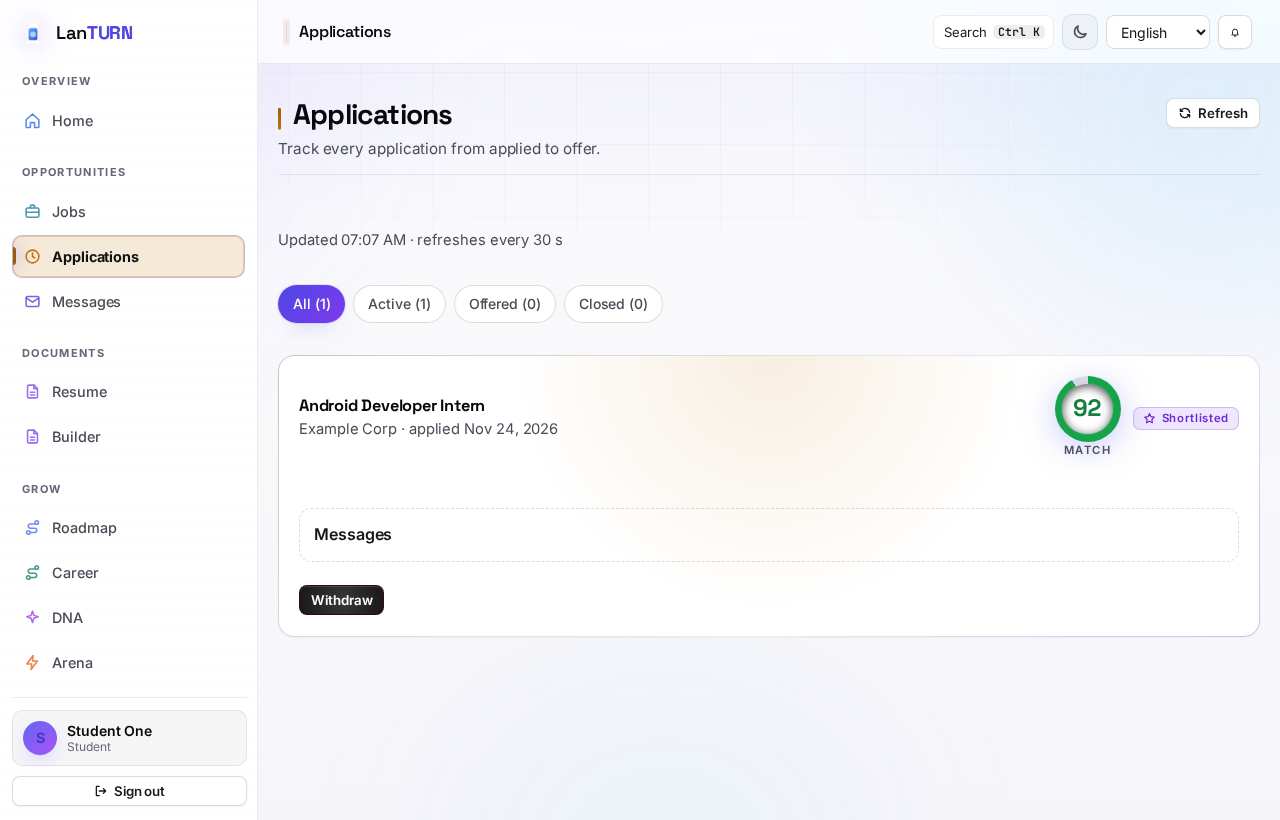 LanTURN
OVERVIEW
Home
OPPORTUNITIES
Jobs
Applications
Messages
DOCUMENTS
Resume
Builder
GROW
Roadmap
Career
DNA
Arena
S
Student One
Student
Sign out
Applications
Search Ctrl K
English
Applications
Refresh
Track every application from applied to offer.
Updated 07:07 AM · refreshes every 30 s
All (1)
Active (1)
Offered (0)
Closed (0)
Android Developer Intern
Example Corp · applied Nov 24, 2026
92
MATCH
Shortlisted
Messages
Withdraw